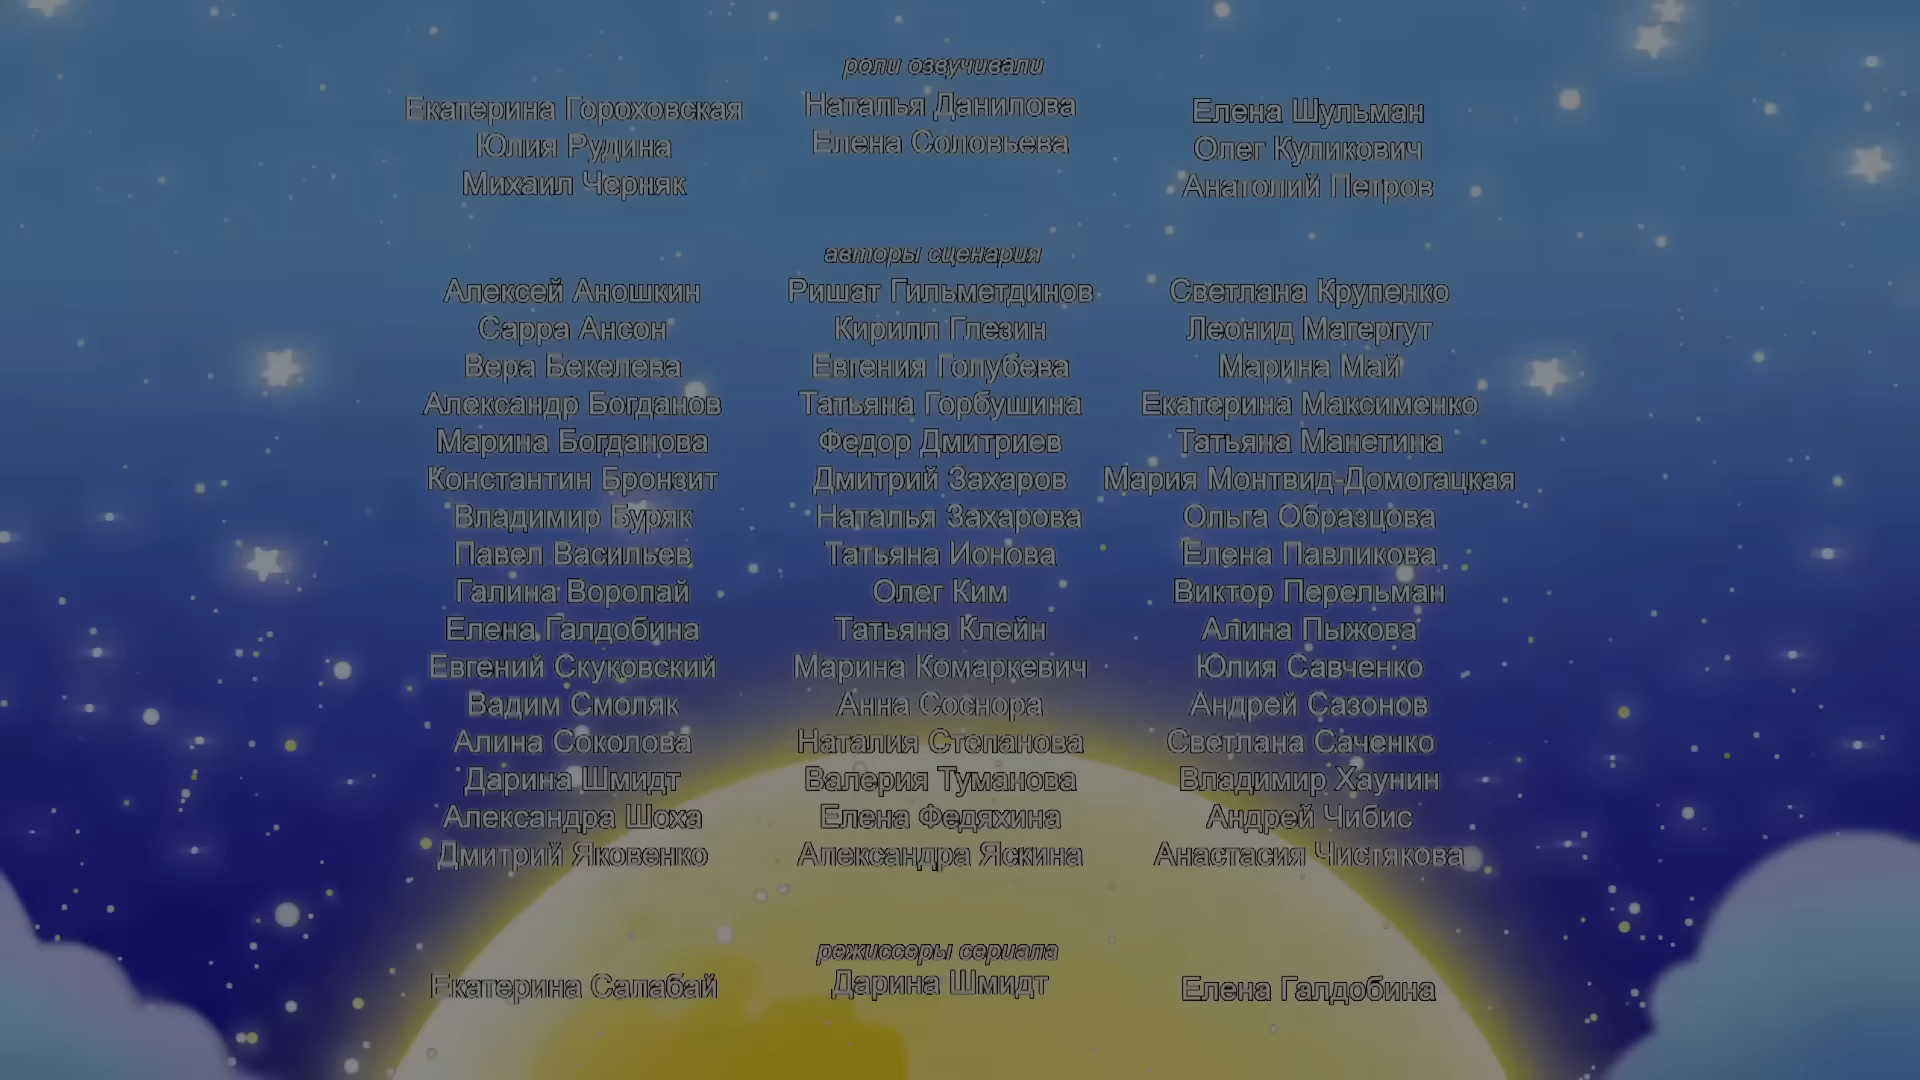 роли озвучивали
Екатерина Гороховская Наталья Данилова Елена Шульман
Юлия Рудина Елена Соловьева Олег Куликович
Михаил Черняк Анатолий Петров
авторы сценария
Алексей Аношкин Ришат Гильметдинов Светлана Крупенко
Сарра Ансон Кирилл Глезин Леонид Магергут
Вера Бекелева Евгения Голубева Марина Май
Александр Богданов Татьяна Горбушина Екатерина Максименко
Марина Богданова Федор Дмитриев Татьяна Манетина
Константин Бронзит Дмитрий Захаров Мария Монтвид-Домогацкая
Владимир Буряк Наталья Захарова Ольга Образцова
Павел Васильев Татьяна Ионова Елена Павликова
Галина Воропай Олег Ким Виктор Перельман
Елена Галдобина Татьяна Клейн Алина Пыжова
Евгений Скуковский Марина Комаркевич Юлия Савченко
Вадим Смоляк Анна Соснора Андрей Сазонов
Алина Соколова Наталия Степанова Светлана Саченко
Дарина Шмидт Валерия Туманова Владимир Хаунин
Александра Шоха Елена Федяхина Андрей Чибис
Дмитрий Яковенко Александра Яскина Анастасия Чистякова
режиссеры сериала
Екатерина Салабай Дарина Шмидт Елена Галдобина